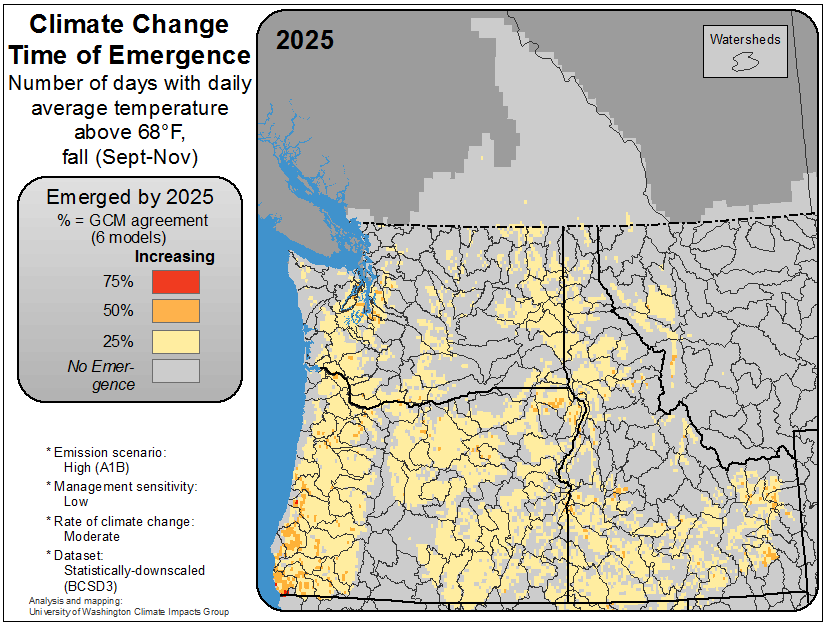 Climate Change
Time of Emergence
Number of days with daily
average temperature
above 68°F,
fall (Sept-Nov)
Emerged by 2025
% = GCM agreement
(6 models)
Increasing
75%
50%
25%
No Emer-
gence
* Emission scenario:
High (A1B)
* Management sensitivity:
Low
* Rate of climate change:
Moderate
* Dataset:
Statistically-downscaled
(BCSD3)
Analysis and mapping:
University of Washington Climate Impacts Group
2025
Watersheds